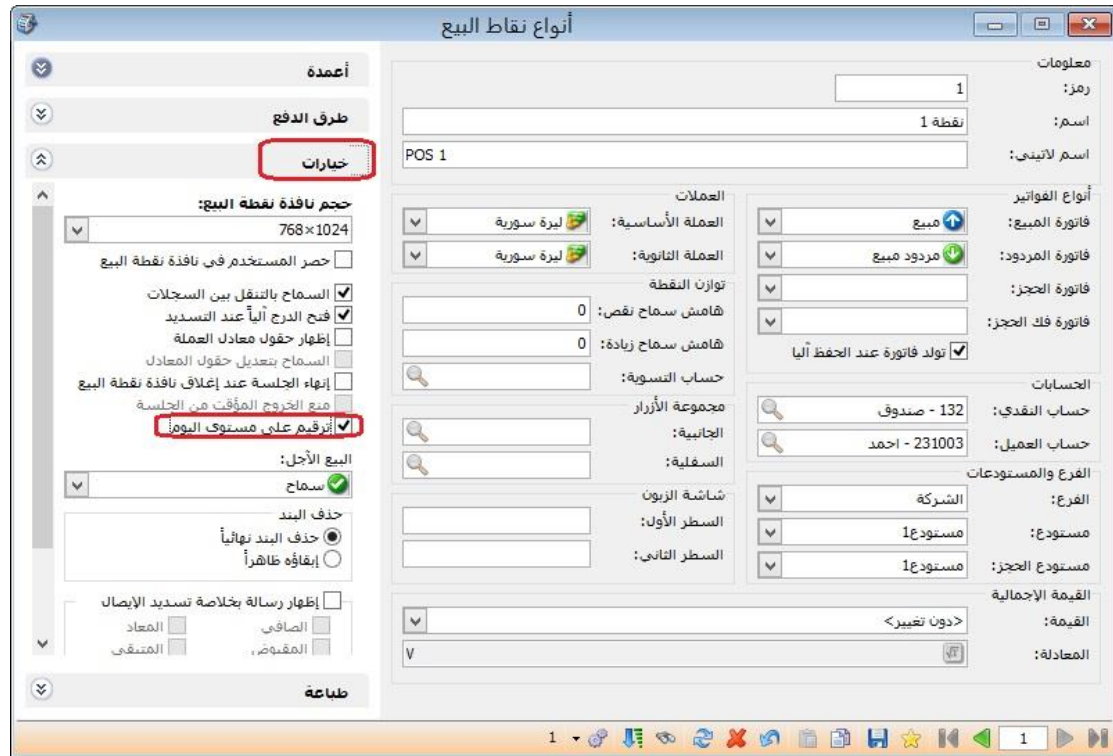 أنواع نقاط البيع
معلومات
رمز: 1
اسم: نقطة 1
اسم لاتيني: POS 1
أنواع الفواتير
فاتورة المبيع: مبيع
فاتورة المردود: مردود مبيع
فاتورة الحجز:
فاتورة فك الحجز:
تولد فاتورة عند الحفظ آليا
الحسابات
حساب النقدي: 132 - صندوق
حساب العميل: 231003 - احمد
الفرع والمستودعات
الفرع: الشركة
مستودع: مستودع1
مستودع الحجز: مستودع1
العملات
العملة الأساسية: ليرة سورية
العملة الثانوية: ليرة سورية
توازن النقطة
هامش سماح نقص: 0
هامش سماح زيادة: 0
حساب التسوية:
مجموعة الأزرار
الجانبية:
السفلية:
شاشة الزبون
السطر الأول:
السطر الثاني:
القيمة الإجمالية
القيمة: <دون تغيير>
المعادلة: V
أعمدة
طرق الدفع
خيارات
حجم نافذة نقطة البيع:
768×1024
حصر المستخدم في نافذة نقطة البيع
السماح بالتنقل بين السجلات
فتح الدرج آلياً عند التسديد
إظهار حقول معادل العملة
السماح بتعديل حقول المعادل
إنهاء الجلسة عند إغلاق نافذة نقطة البيع
منع الخروج المؤقت من الجلسة
ترقيم على مستوى اليوم
البيع الآجل:
سماح
حذف البند
حذف البند نهائياً
إبقاؤه ظاهراً
إظهار رسالة بخلاصة تسديد الإيصال
الصافي المعاد
المقبوض المتبقي
طباعة
1 1